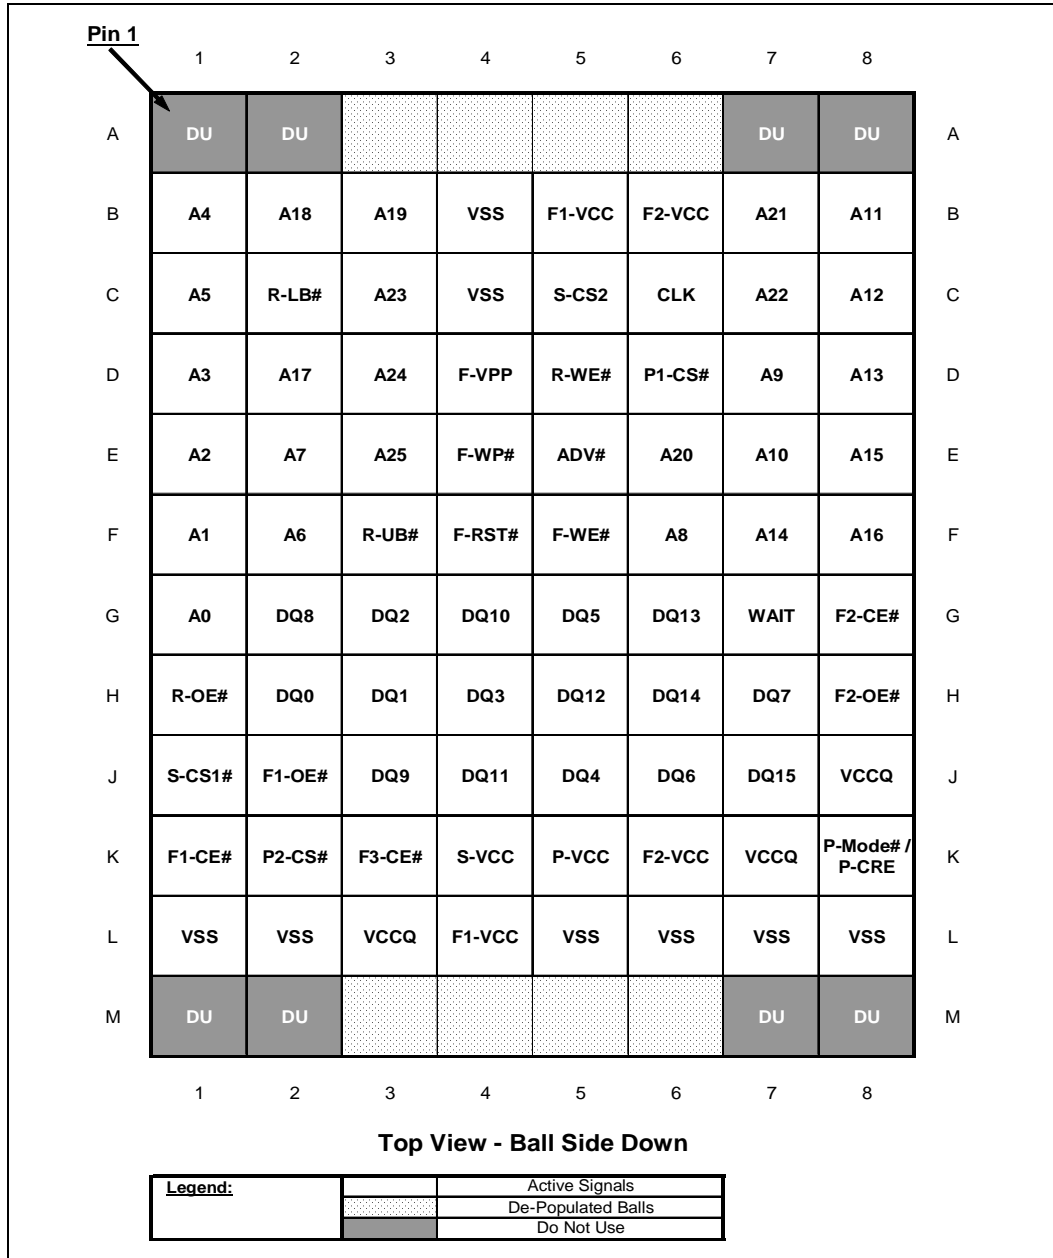 Pin 1
1 2 3 4 5 6 7 8
A DU DU DU DU A
B A4 A18 A19 VSS F1-VCC F2-VCC A21 A11 B
C A5 R-LB# A23 VSS S-CS2 CLK A22 A12 C
D A3 A17 A24 F-VPP R-WE# P1-CS# A9 A13 D
E A2 A7 A25 F-WP# ADV# A20 A10 A15 E
F A1 A6 R-UB# F-RST# F-WE# A8 A14 A16 F
G A0 DQ8 DQ2 DQ10 DQ5 DQ13 WAIT F2-CE# G
H R-OE# DQ0 DQ1 DQ3 DQ12 DQ14 DQ7 F2-OE# H
J S-CS1# F1-OE# DQ9 DQ11 DQ4 DQ6 DQ15 VCCQ J
K F1-CE# P2-CS# F3-CE# S-VCC P-VCC F2-VCC VCCQ P-Mode# / P-CRE K
L VSS VSS VCCQ F1-VCC VSS VSS VSS VSS L
M DU DU DU DU M
1 2 3 4 5 6 7 8
Top View - Ball Side Down
Legend: Active Signals
De-Populated Balls
Do Not Use